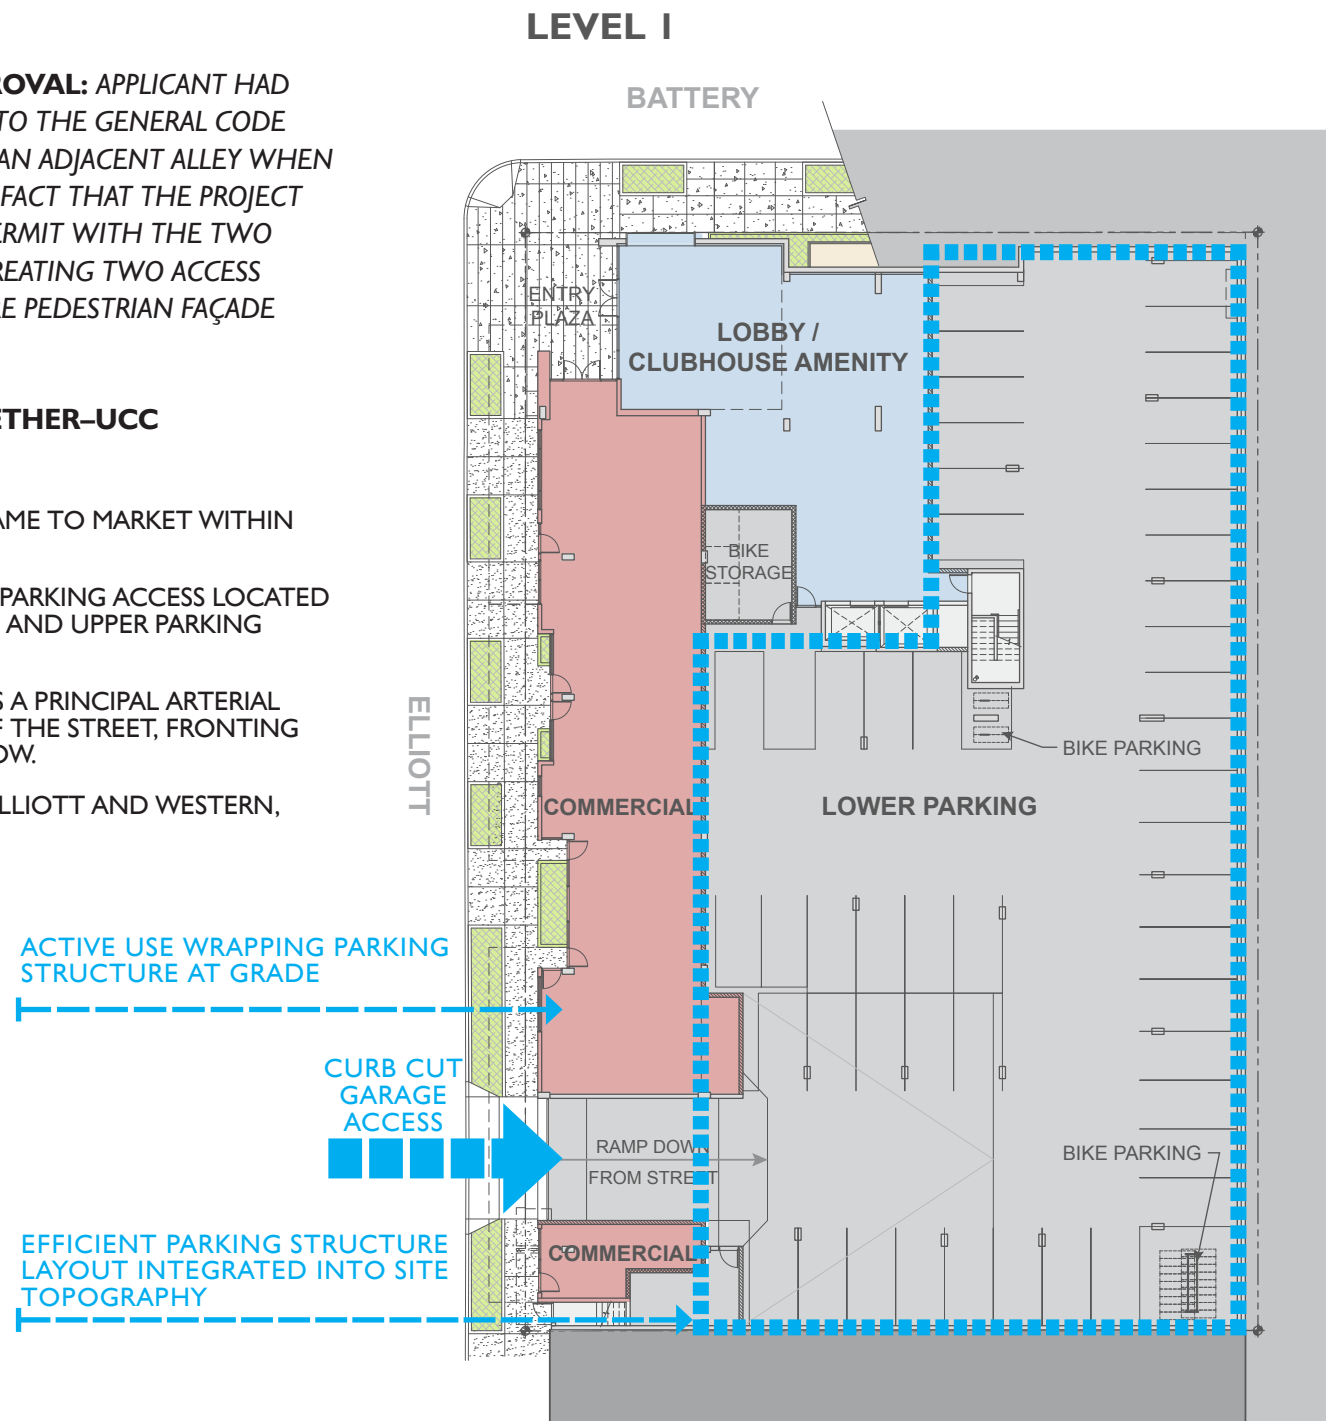 LEVEL 1
BATTERY
ROVAL: APPLICANT HAD
TO THE GENERAL CODE
AN ADJACENT ALLEY WHEN
FACT THAT THE PROJECT
ERMIT WITH THE TWO
REATING TWO ACCESS
RE PEDESTRIAN FAÇADE
ETHER–UCC
AME TO MARKET WITHIN
PARKING ACCESS LOCATED
AND UPPER PARKING
S A PRINCIPAL ARTERIAL
F THE STREET, FRONTING
OW.
LLIOTT AND WESTERN,
ELLIOTT
ENTRY
PLAZA
LOBBY /
CLUBHOUSE AMENITY
BIKE
STORAGE
BIKE PARKING
COMMERCIAL
LOWER PARKING
ACTIVE USE WRAPPING PARKING
STRUCTURE AT GRADE
CURB CUT
GARAGE
ACCESS
RAMP DOWN
FROM STREET
BIKE PARKING
COMMERCIAL
EFFICIENT PARKING STRUCTURE
LAYOUT INTEGRATED INTO SITE
TOPOGRAPHY